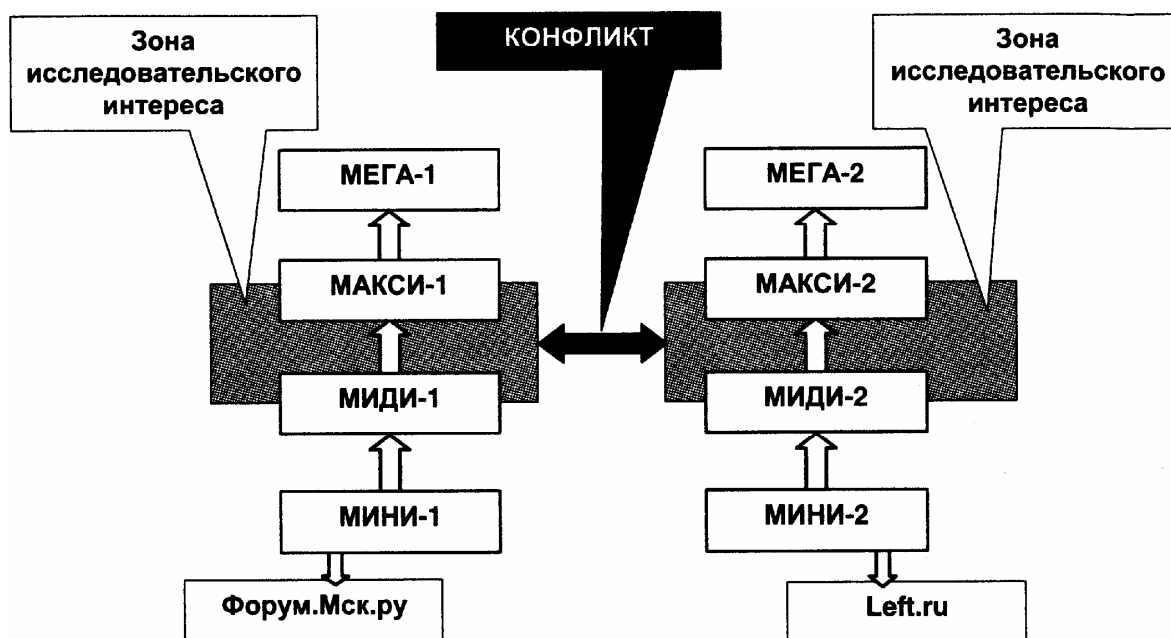 Зона
исследовательского
интереса
КОНФЛИКТ
Зона
исследовательского
интереса
МЕГА-1
МЕГА-2
МАКСИ-1
МАКСИ-2
МИДИ-1
МИДИ-2
МИНИ-1
МИНИ-2
Форум.Мск.ру
Left.ru